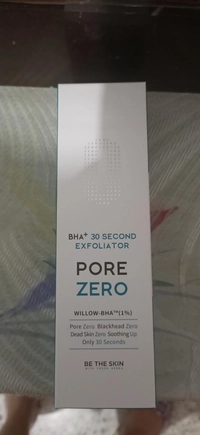 BHA+ 30 SECOND
EXFOLIATOR
PORE
ZERO
WILLOW-BHA™(1%)
Pore Zero Blackhead Zero
Dead Skin Zero Soothing Up
Only 30 Seconds
BE THE SKIN